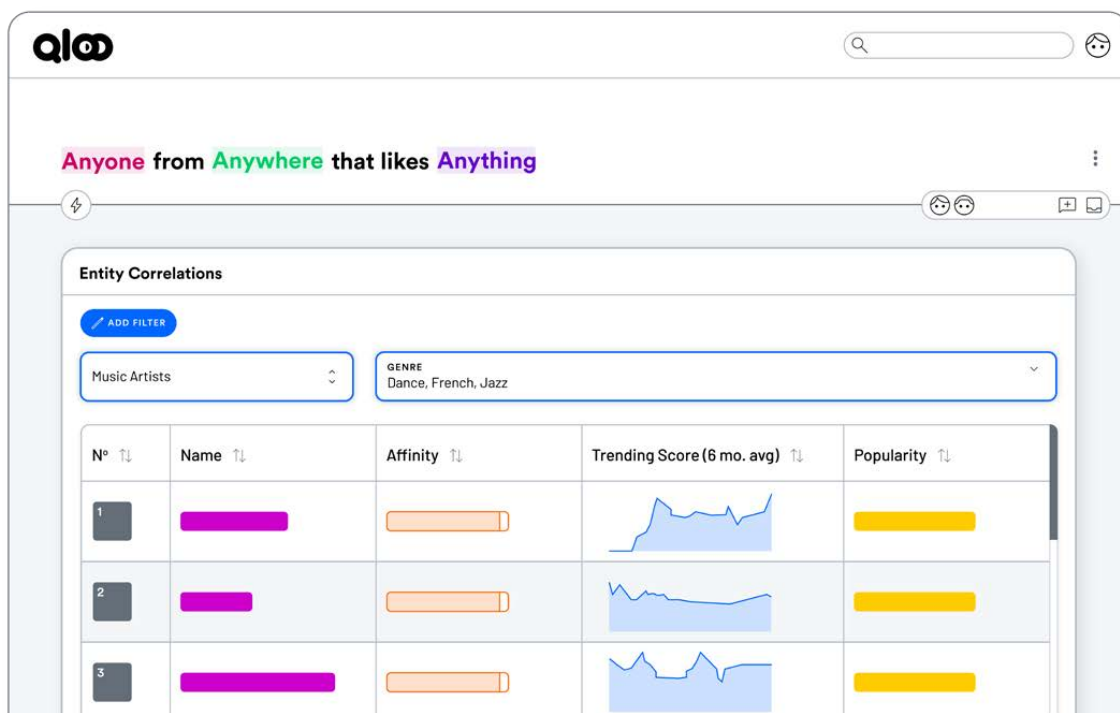 qloo
Anyone from Anywhere that likes Anything
Entity Correlations
ADD FILTER
Music Artists
GENRE
Dance, French, Jazz
Nº Name Affinity Trending Score (6 mo. avg) Popularity
1
2
3